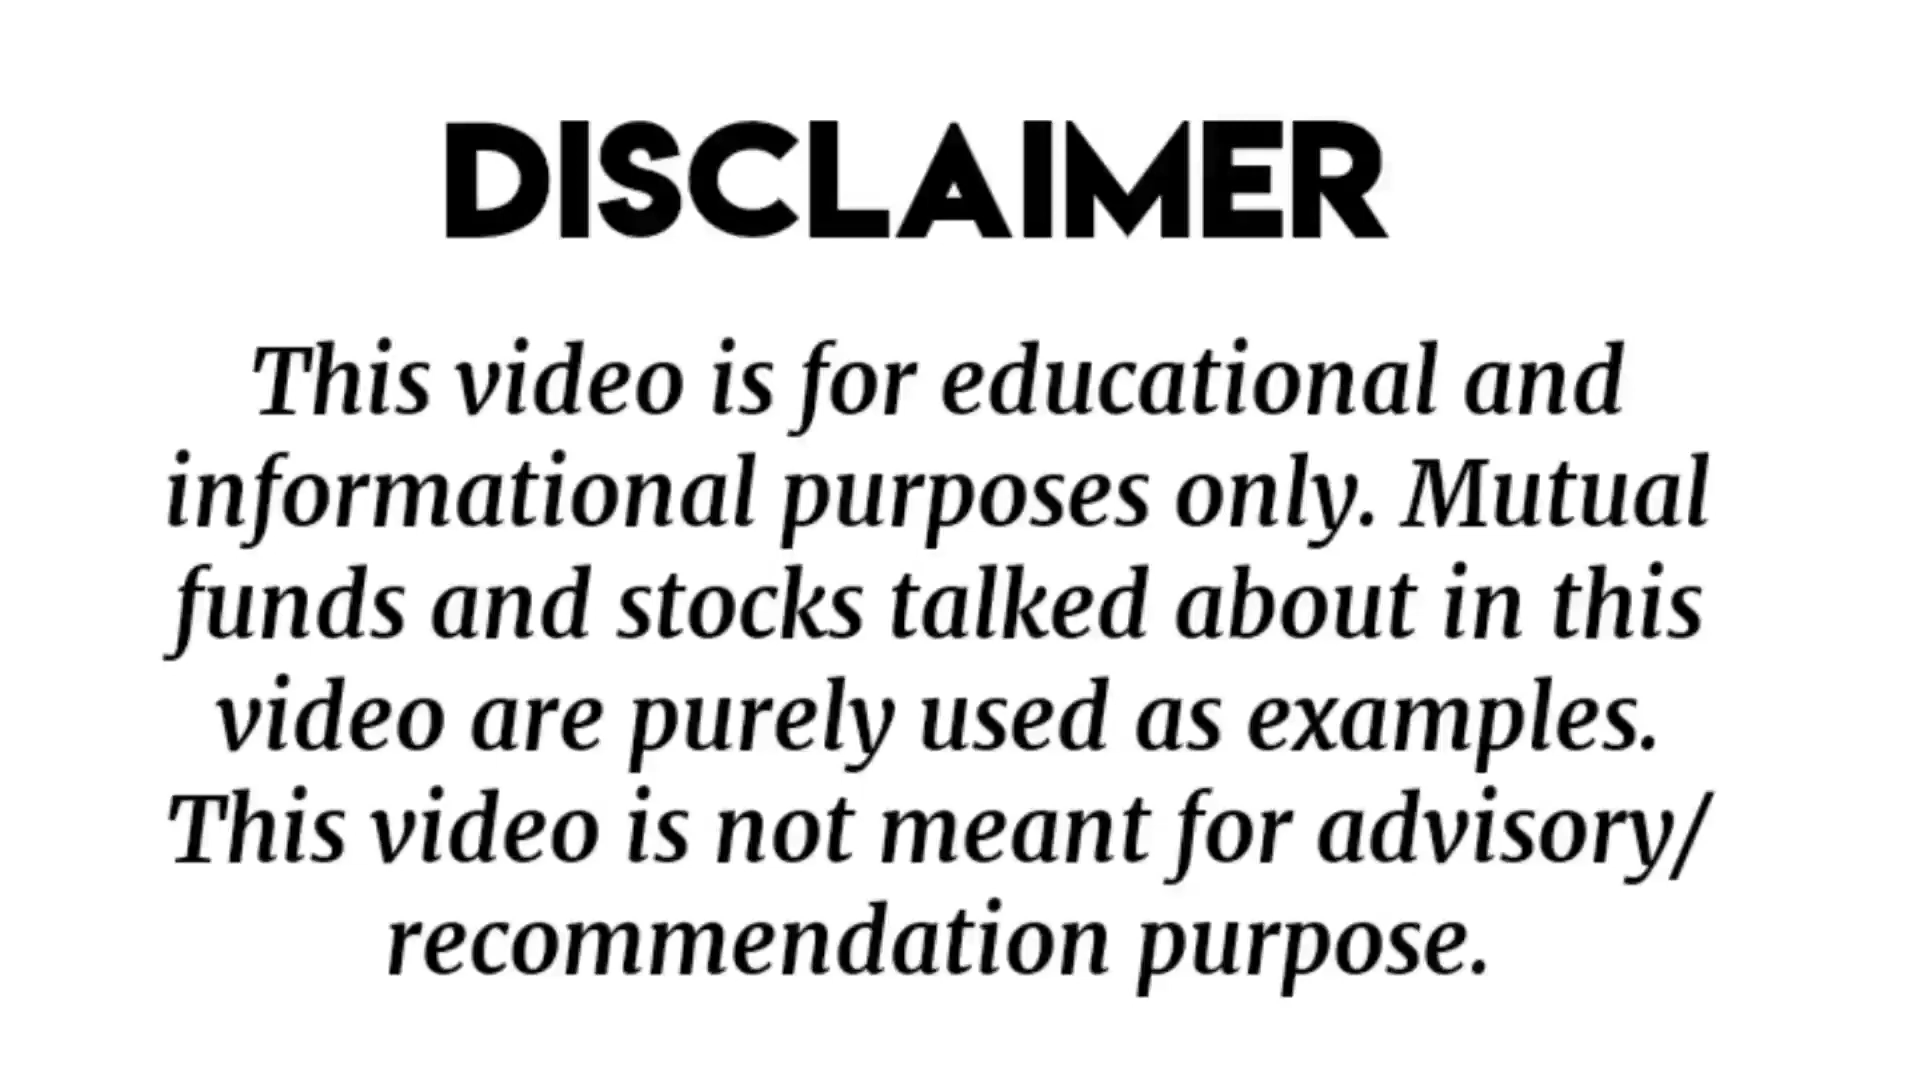 DISCLAIMER
This video is for educational and
informational purposes only. Mutual
funds and stocks talked about in this
video are purely used as examples.
This video is not meant for advisory/
recommendation purpose.